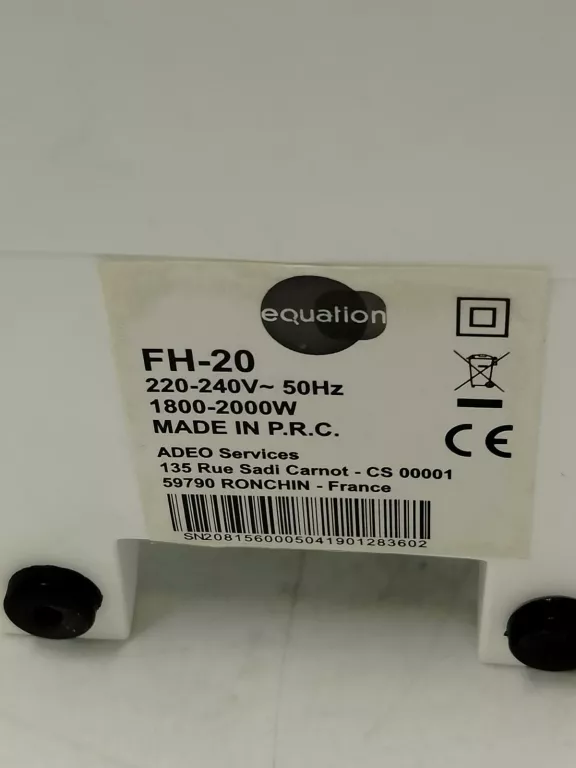 equation
FH-20
220-240V~ 50Hz
1800-2000W
MADE IN P.R.C.
CE
ADEO Services
135 Rue Sadi Carnot - CS 00001
59790 RONCHIN - France
SN2081560005041901283602